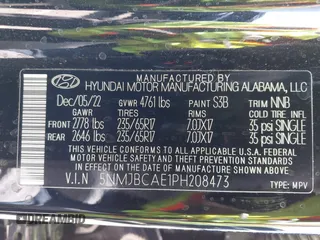 MANUFACTURED BY
HYUNDAI MOTOR MANUFACTURING ALABAMA, LLC
Dec/05/22 GVWR 4761 lbs PAINT S3B TRIM NNB
GAWR TIRES RIMS COLD TIRE INFL
FRONT 2778 lbs 235/65R17 7.0JX17 35 psi SINGLE
REAR 2646 lbs 235/65R17 7.0JX17 35 psi SINGLE
THIS VEHICLE CONFORMS TO ALL APPLICABLE
U.S. FEDERAL MOTOR VEHICLE SAFETY STANDARDS
IN EFFECT ON THE DATE OF MANUFACTURE SHOWN ABOVE
V.I.N 5NMJBCAE1PH208473
TYPE: MPV
DREAMBID